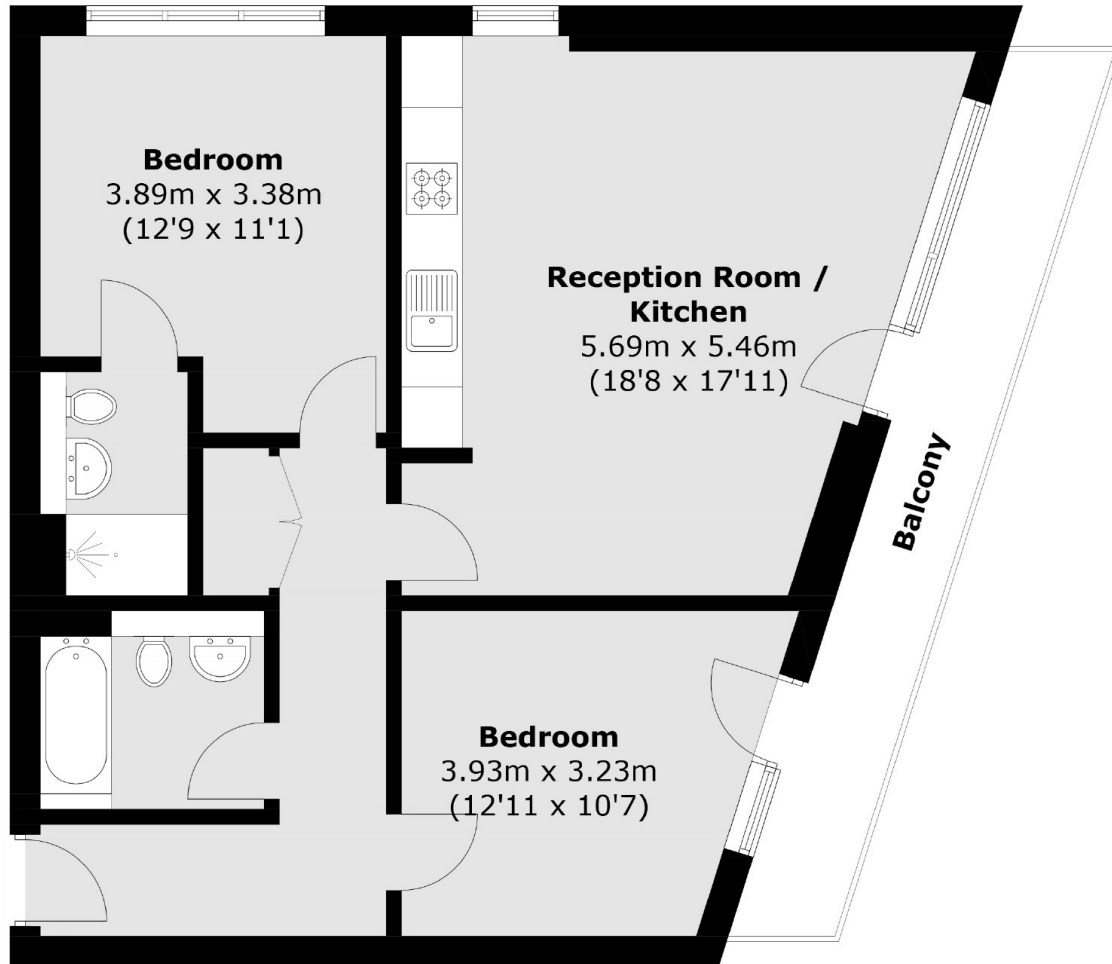 Bedroom
3.89m x 3.38m
(12'9 x 11'1)
Reception Room /
Kitchen
5.69m x 5.46m
(18'8 x 17'11)
Balcony
Bedroom
3.93m x 3.23m
(12'11 x 10'7)